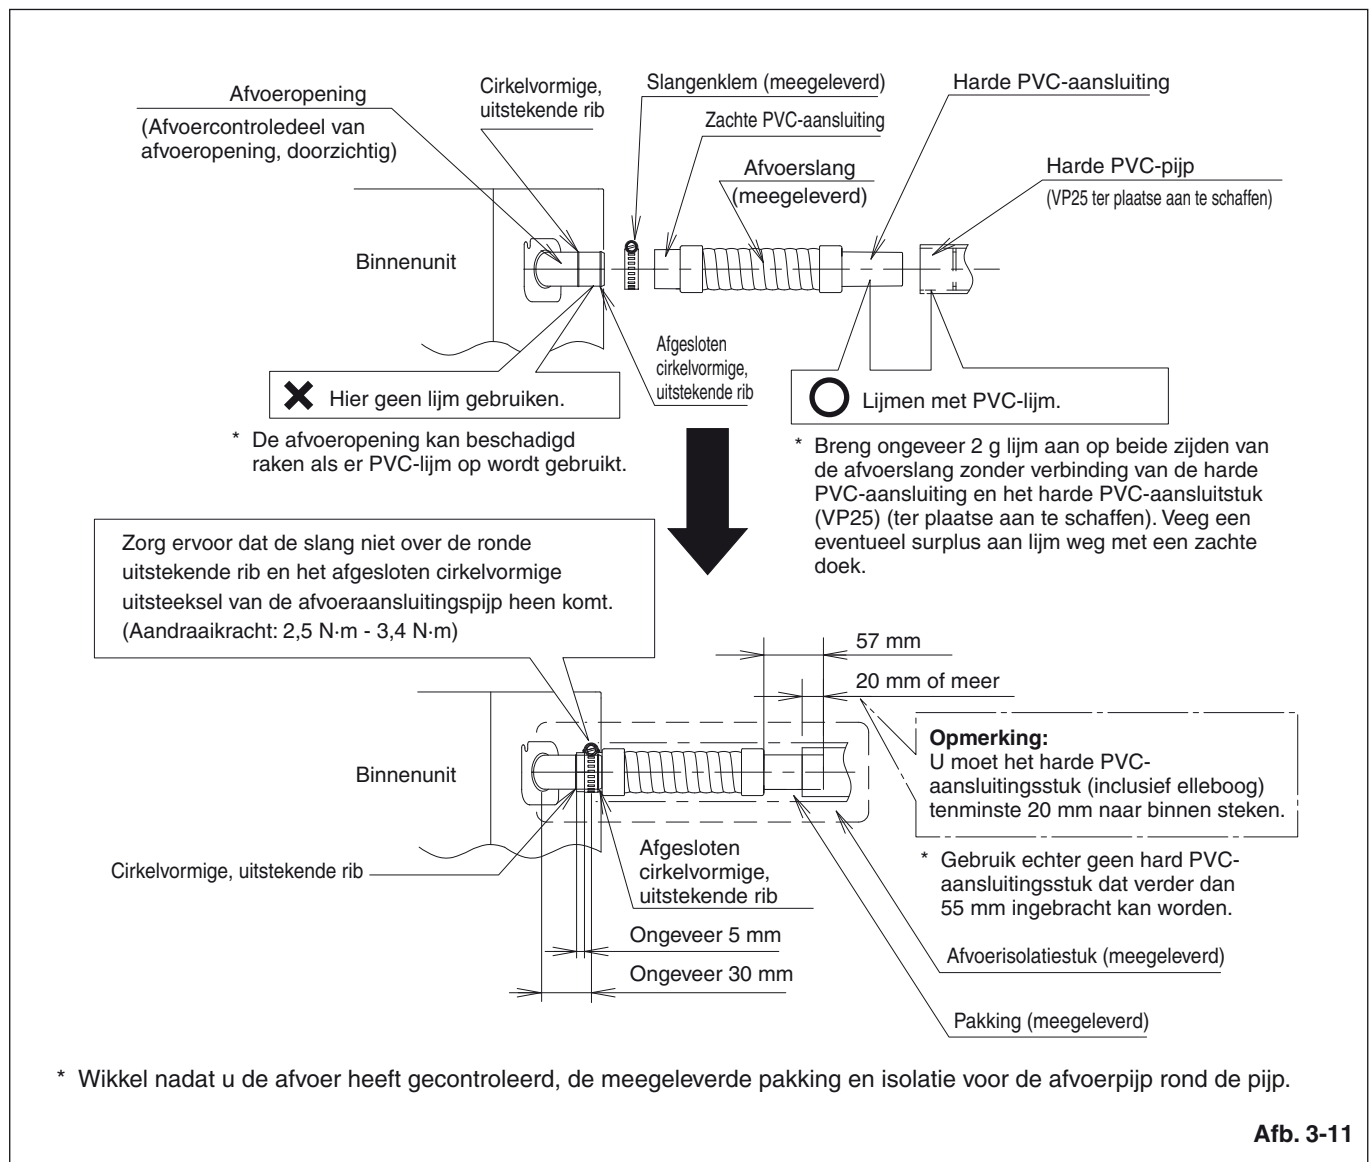 Afvoeropening
(Afvoercontroledeel van
afvoeropening, doorzichtig)
Cirkelvormige,
uitstekende rib
Slangenklem (meegeleverd)
Zachte PVC-aansluiting
Afvoerslang
(meegeleverd)
Harde PVC-aansluiting
Harde PVC-pijp
(VP25 ter plaatse aan te schaffen)
Binnenunit
Afgesloten
cirkelvormige,
uitstekende rib
Hier geen lijm gebruiken.
* De afvoeropening kan beschadigd
raken als er PVC-lijm op wordt gebruikt.
Lijmen met PVC-lijm.
* Breng ongeveer 2 g lijm aan op beide zijden van
de afvoerslang zonder verbinding van de harde
PVC-aansluiting en het harde PVC-aansluitstuk
(VP25) (ter plaatse aan te schaffen). Veeg een
eventueel surplus aan lijm weg met een zachte
doek.
Zorg ervoor dat de slang niet over de ronde
uitstekende rib en het afgesloten cirkelvormige
uitsteeksel van de afvoeraansluitingspijp heen komt.
(Aandraaikracht: 2,5 N·m - 3,4 N·m)
57 mm
20 mm of meer
Opmerking:
U moet het harde PVC-
aansluitingsstuk (inclusief elleboog)
tenminste 20 mm naar binnen steken.
Binnenunit
* Gebruik echter geen hard PVC-
aansluitingsstuk dat verder dan
55 mm ingebracht kan worden.
Cirkelvormige, uitstekende rib
Afgesloten
cirkelvormige,
uitstekende rib
Ongeveer 5 mm
Ongeveer 30 mm
Afvoerisolatiestuk (meegeleverd)
Pakking (meegeleverd)
* Wikkel nadat u de afvoer heeft gecontroleerd, de meegeleverde pakking en isolatie voor de afvoerpijp rond de pijp.
Afb. 3-11